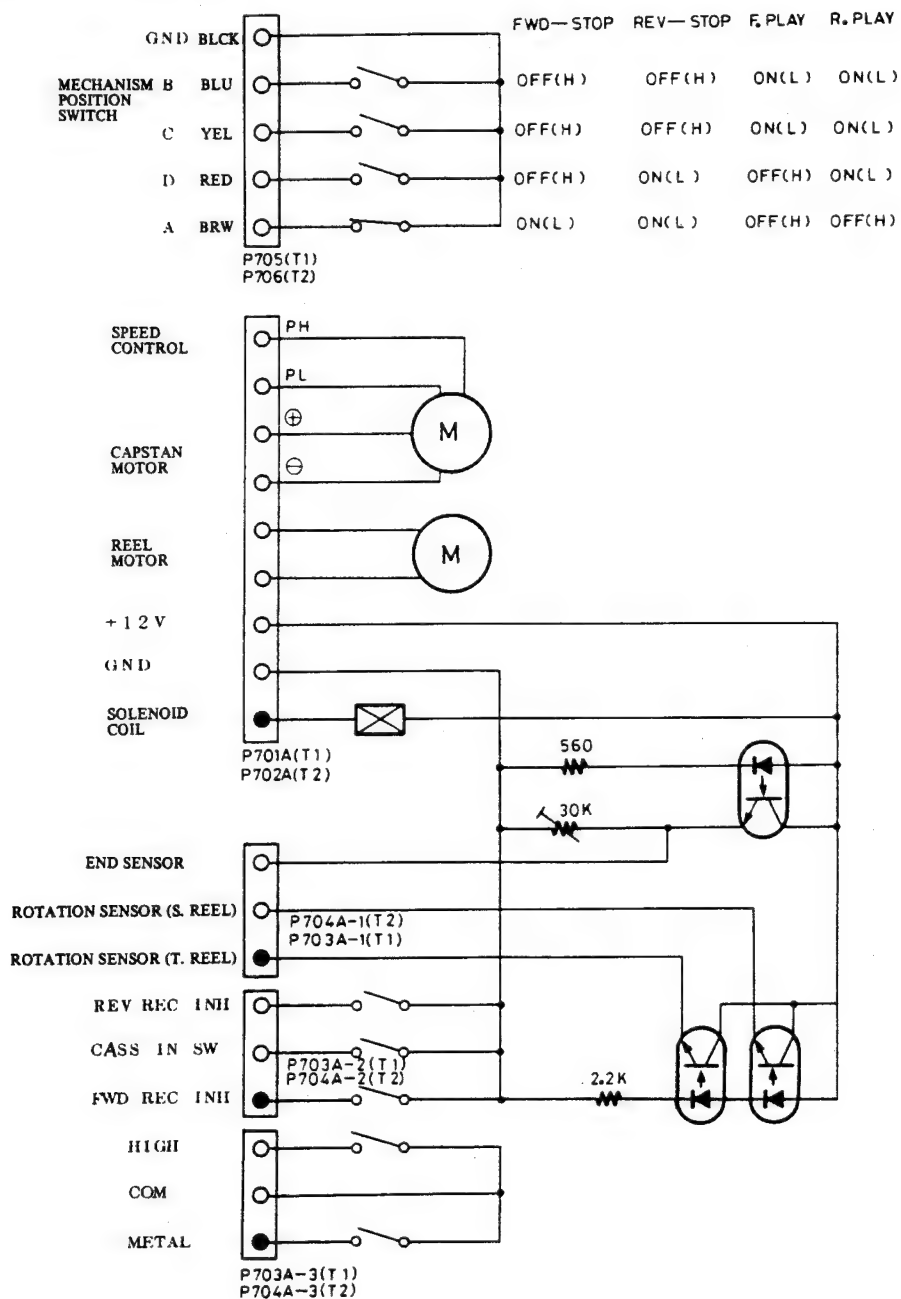 FWD—STOP REV—STOP F. PLAY R. PLAY
GND BLCK
MECHANISM POSITION SWITCH
B BLU OFF(H) OFF(H) ON(L) ON(L)
C YEL OFF(H) OFF(H) ON(L) ON(L)
D RED OFF(H) ON(L) OFF(H) ON(L)
A BRW ON(L) ON(L) OFF(H) OFF(H)
P705(T1)
P706(T2)
SPEED CONTROL
PH
PL
CAPSTAN MOTOR
⊕
⊖
M
REEL MOTOR
M
+12V
GND
SOLENOID COIL
P701A(T1)
P702A(T2)
560
30K
END SENSOR
ROTATION SENSOR (S. REEL)
P704A-1(T2)
P703A-1(T1)
ROTATION SENSOR (T. REEL)
REV REC INH
CASS IN SW
P703A-2(T1)
P704A-2(T2)
FWD REC INH
2.2K
HIGH
COM
METAL
P703A-3(T1)
P704A-3(T2)